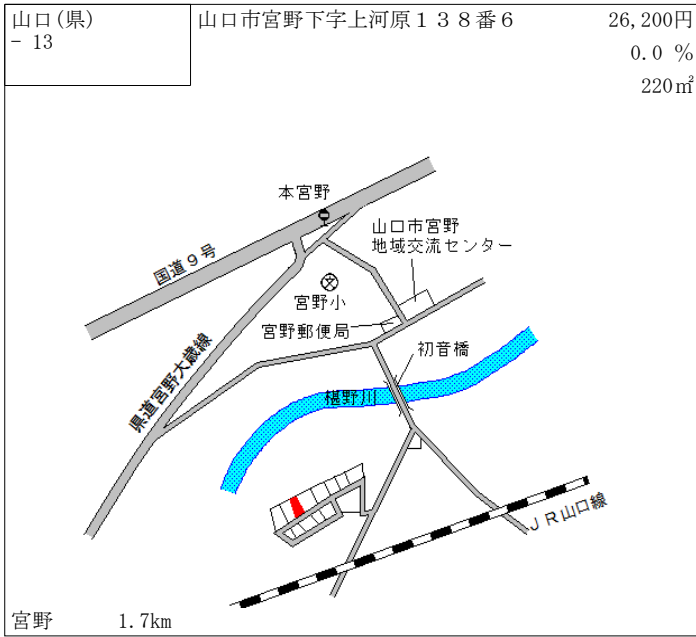 山口(県)
- 13
山口市宮野下字上河原１３８番６
26,200円
0.0 %
220㎡
本宮野
国道９号
山口市宮野
地域交流センター
宮野小
宮野郵便局
初音橋
県道宮野大歳線
椹野川
ＪＲ山口線
宮野 1.7km